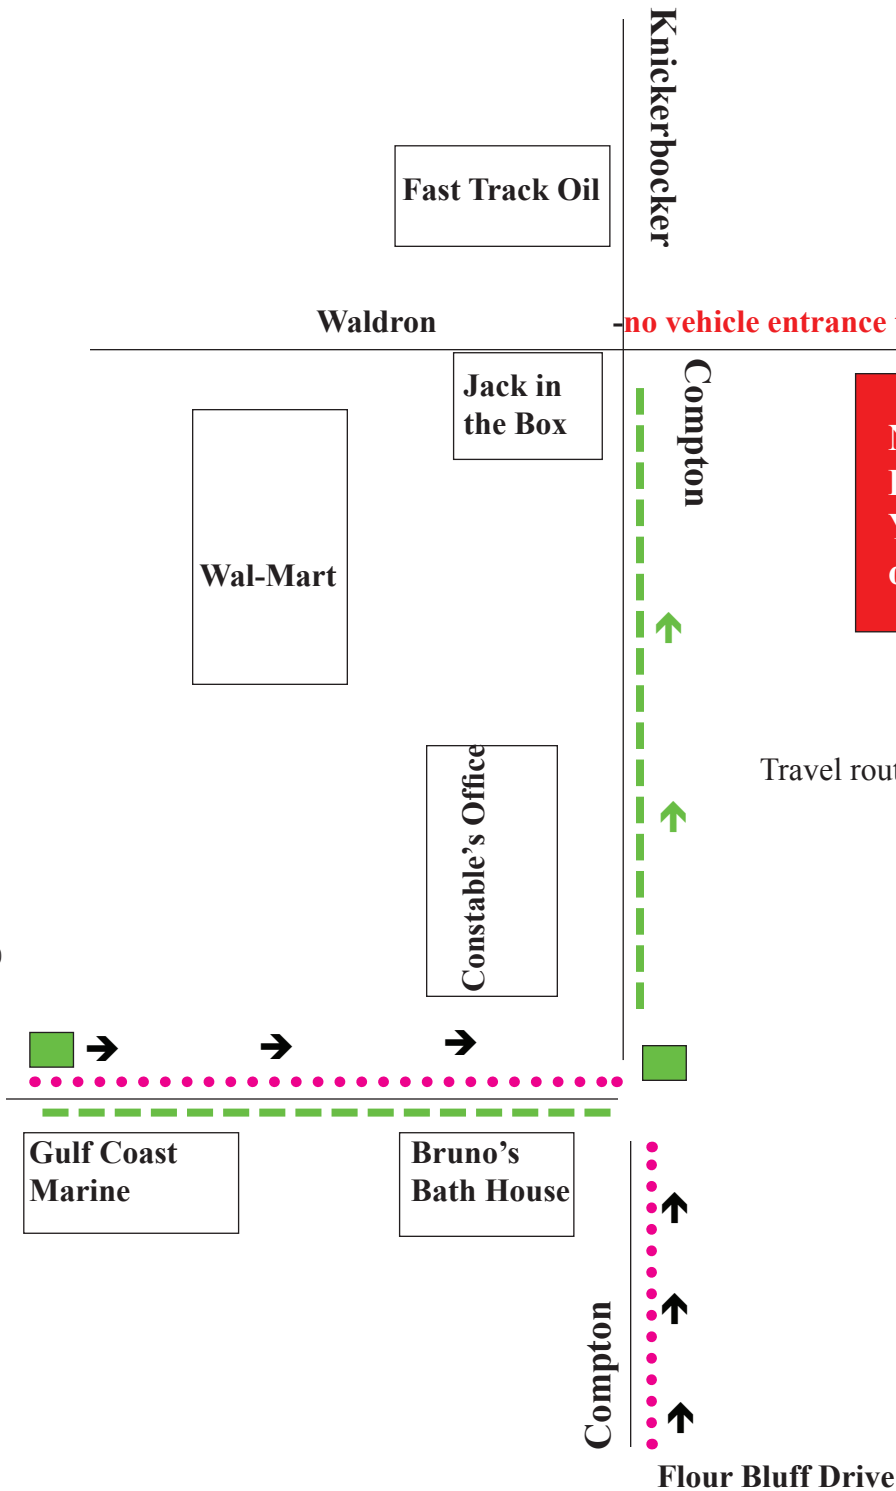 Knickerbocker
Fast Track Oil
Waldron
-no vehicle entrance
Compton
Jack in
the Box
Wal-Mart
Travel
Constable's Office
)
Gulf Coast
Marine
Bruno's
Bath House
Compton
Flour Bluff Drive